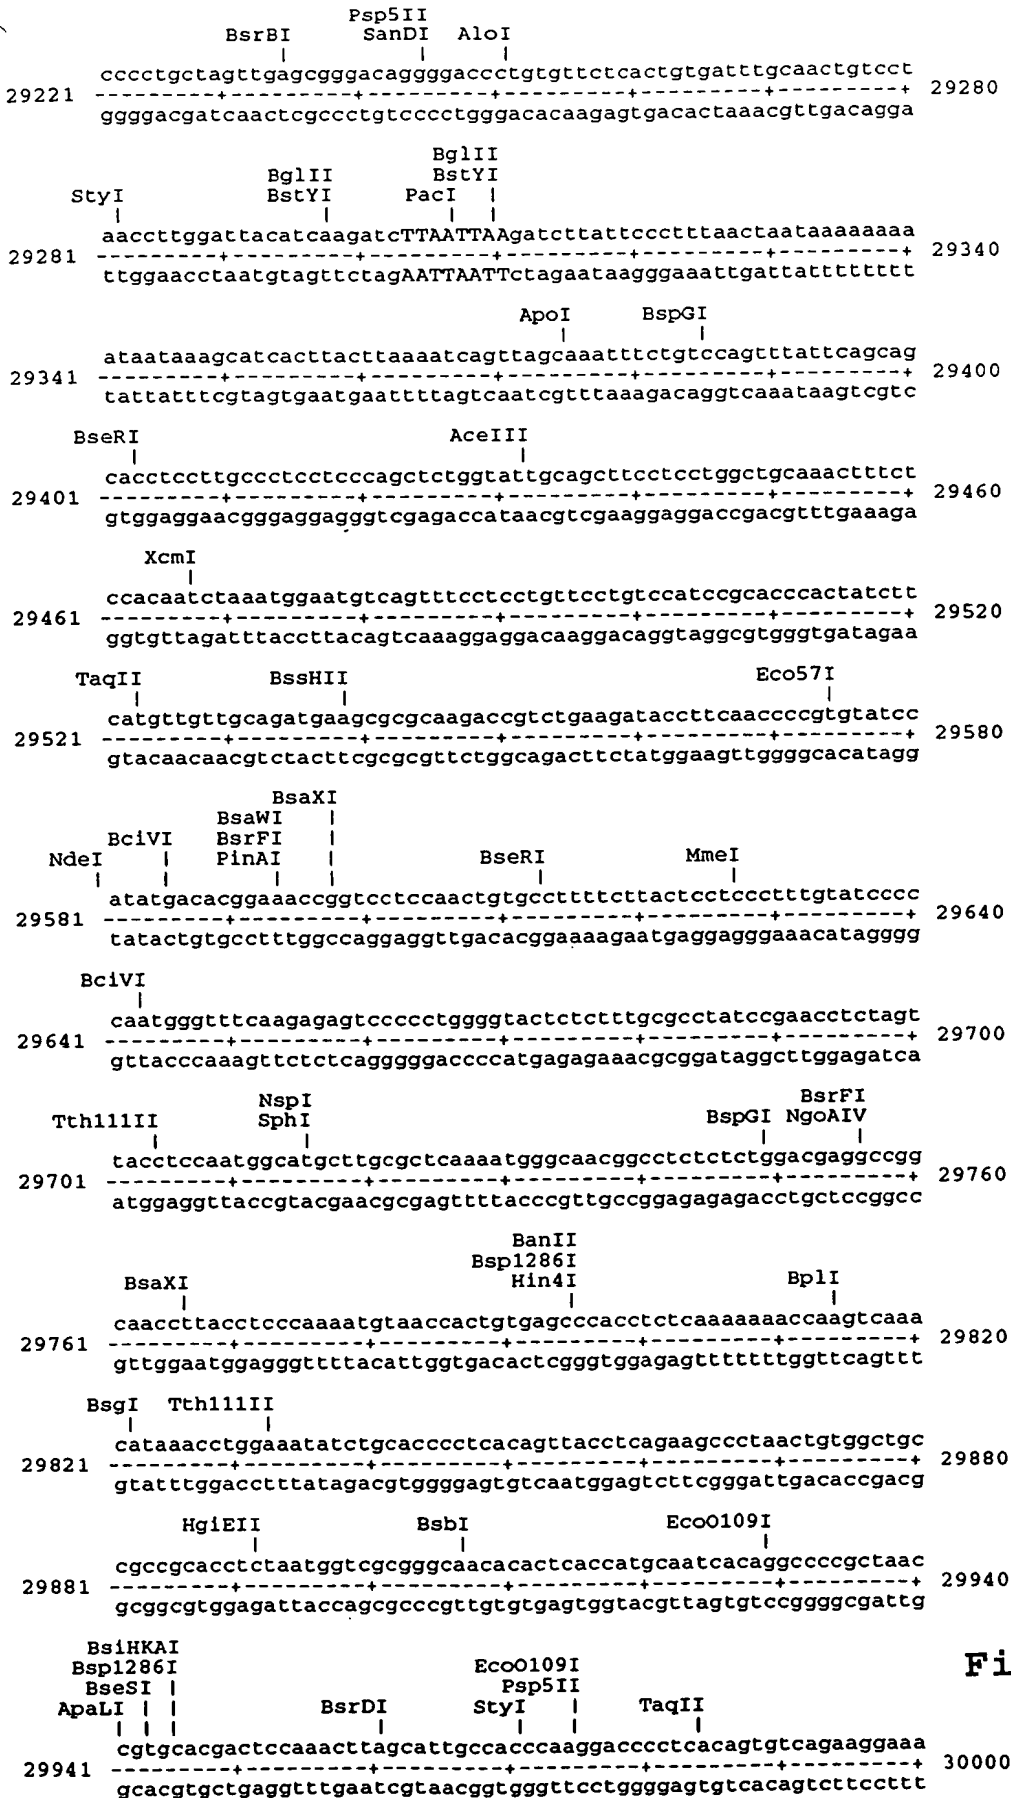 Psp5II
BsrBI SanDI AloI
| | |
cccctgctagttgagcgggacaggggaccctgtgttctcactgtgatttgcaactgtcct
29221 ---------+---------+---------+---------+---------+---------+ 29280
ggggacgatcaactcgccctgtcccctgggacacaagagtgacactaaacgttgacagga
BglII
BglII BstYI
StyI BstYI PacI |
| | | |
aaccttggattacatcaagatcTTAATTAAgatcttattccctttaactaataaaaaaaa
29281 ---------+---------+---------+---------+---------+---------+ 29340
ttggaacctaatgtagttctagAATTAATTctagaataagggaaattgattatttttttt
ApoI BspGI
| |
ataataaagcatcacttacttaaaatcagttagcaaatttctgtccagtttattcagcag
29341 ---------+---------+---------+---------+---------+---------+ 29400
tattatttcgtagtgaatgaattttagtcaatcgtttaaagacaggtcaaataagtcgtc
BseRI AceIII
| |
cacctccttgccctcctcccagctctggtattgcagcttcctcctggctgcaaactttct
29401 ---------+---------+---------+---------+---------+---------+ 29460
gtggaggaacgggaggagggtcgagaccataacgtcgaaggaggaccgacgtttgaaaga
XcmI
|
ccacaatctaaatggaatgtcagtttcctcctgttcctgtccatccgcacccactatctt
29461 ---------+---------+---------+---------+---------+---------+ 29520
ggtgttagatttaccttacagtcaaaggaggacaaggacaggtaggcgtgggtgatagaa
TaqII BssHII Eco57I
| | |
catgttgttgcagatgaagcgcgcaagaccgtctgaagataccttcaaccccgtgtatcc
29521 ---------+---------+---------+---------+---------+---------+ 29580
gtacaacaacgtctacttcgcgcgttctggcagacttctatggaagttggggcacatagg
BsaXI
BsaWI |
BciVI BsrFI |
NdeI | PinAI | BseRI MmeI
| | | | | |
atatgacacggaaaccggtcctccaactgtgccttttcttactcctccctttgtatcccc
29581 ---------+---------+---------+---------+---------+---------+ 29640
tatactgtgcctttggccaggaggttgacacggaaaagaatgaggagggaaacatagggg
BciVI
|
caatgggtttcaagagagtccccctggggtactctctttgcgcctatccgaacctctagt
29641 ---------+---------+---------+---------+---------+---------+ 29700
gttacccaaagttctctcagggggaccccatgagagaaacgcggataggcttggagatca
NspI BsrFI
Tth111II SphI BspGI NgoAIV
| | | |
tacctccaatggcatgcttgcgctcaaaatgggcaacggcctctctctggacgaggccgg
29701 ---------+---------+---------+---------+---------+---------+ 29760
atggaggttaccgtacgaacgcgagttttacccgttgccggagagagacctgctccggcc
BanII
Bsp1286I
BsaXI Hin4I BplI
| | |
caaccttacctcccaaaatgtaaccactgtgagcccacctctcaaaaaaaccaagtcaaa
29761 ---------+---------+---------+---------+---------+---------+ 29820
gttggaatggagggttttacattggtgacactcgggtggagagtttttttggttcagttt
BsgI Tth111II
| |
cataaacctggaaatatctgcacccctcacagttacctcagaagccctaactgtggctgc
29821 ---------+---------+---------+---------+---------+---------+ 29880
gtatttggacctttatagacgtggggagtgtcaatggagtcttcgggattgacaccgacg
HgiEII BsbI EcoO109I
| | |
cgccgcacctctaatggtcgcgggcaacacactcaccatgcaatcacaggccccgctaac
29881 ---------+---------+---------+---------+---------+---------+ 29940
gcggcgtggagattaccagcgcccgttgtgtgagtggtacgttagtgtccggggcgattg
BsiHKAI
Bsp1286I EcoO109I Fi
BseSI | Psp5II
ApaLI | | BsrDI StyI | TaqII
| | | | | | |
cgtgcacgactccaaacttagcattgccacccaaggacccctcacagtgtcagaaggaaa
29941 ---------+---------+---------+---------+---------+---------+ 30000
gcacgtgctgaggtttgaatcgtaacggtgggttcctggggagtgtcacagtcttccttt